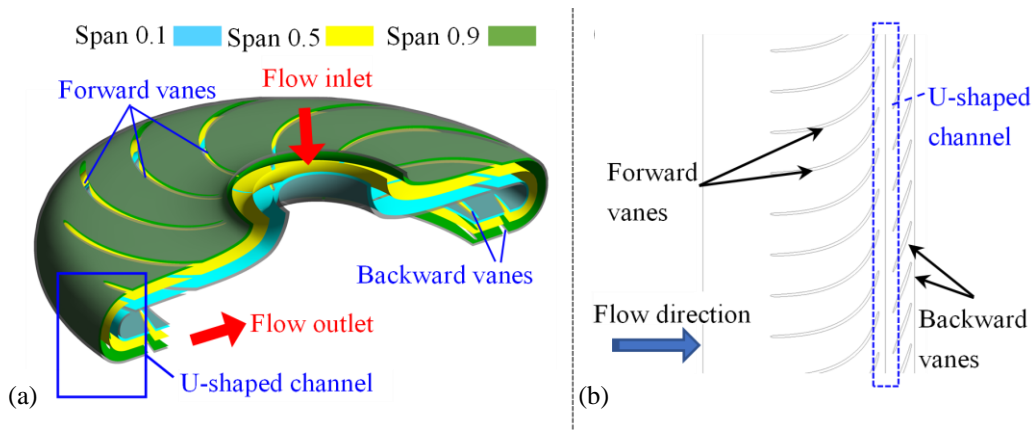 Span 0.1 Span 0.5 Span 0.9
Flow inlet
Forward vanes
Backward vanes
Flow outlet
U-shaped channel
(a)
U-shaped
channel
Forward
vanes
Flow direction
Backward
vanes
(b)